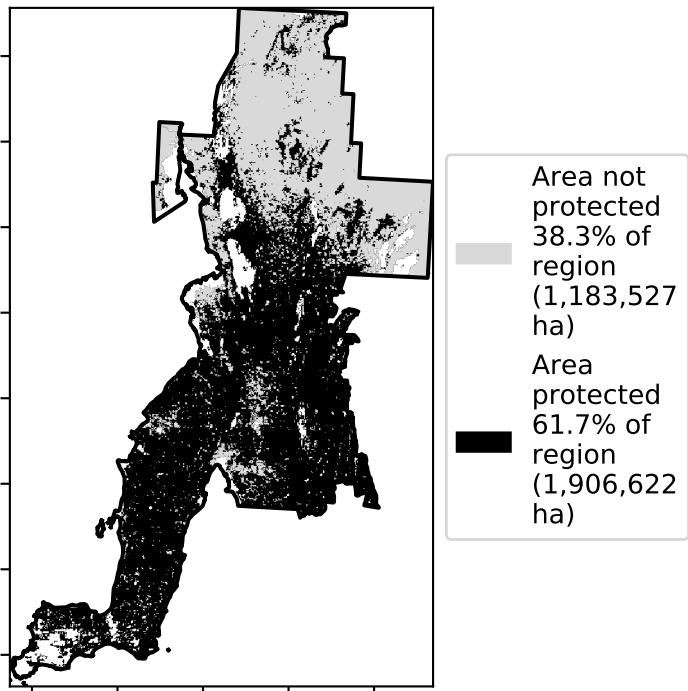 Area not
protected
38.3% of
region
(1,183,527
ha)
Area
protected
61.7% of
region
(1,906,622
ha)